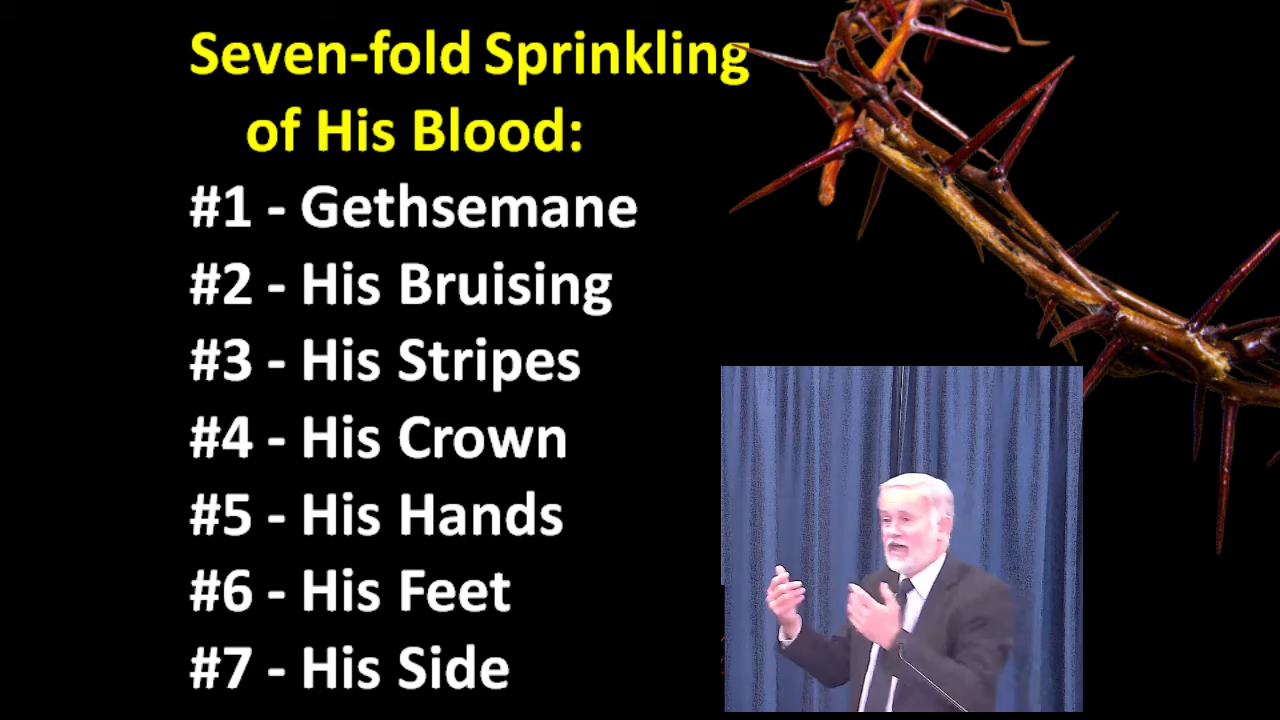 Seven-fold Sprinkling
of His Blood:
#1 - Gethsemane
#2 - His Bruising
#3 - His Stripes
#4 - His Crown
#5 - His Hands
#6 - His Feet
#7 - His Side